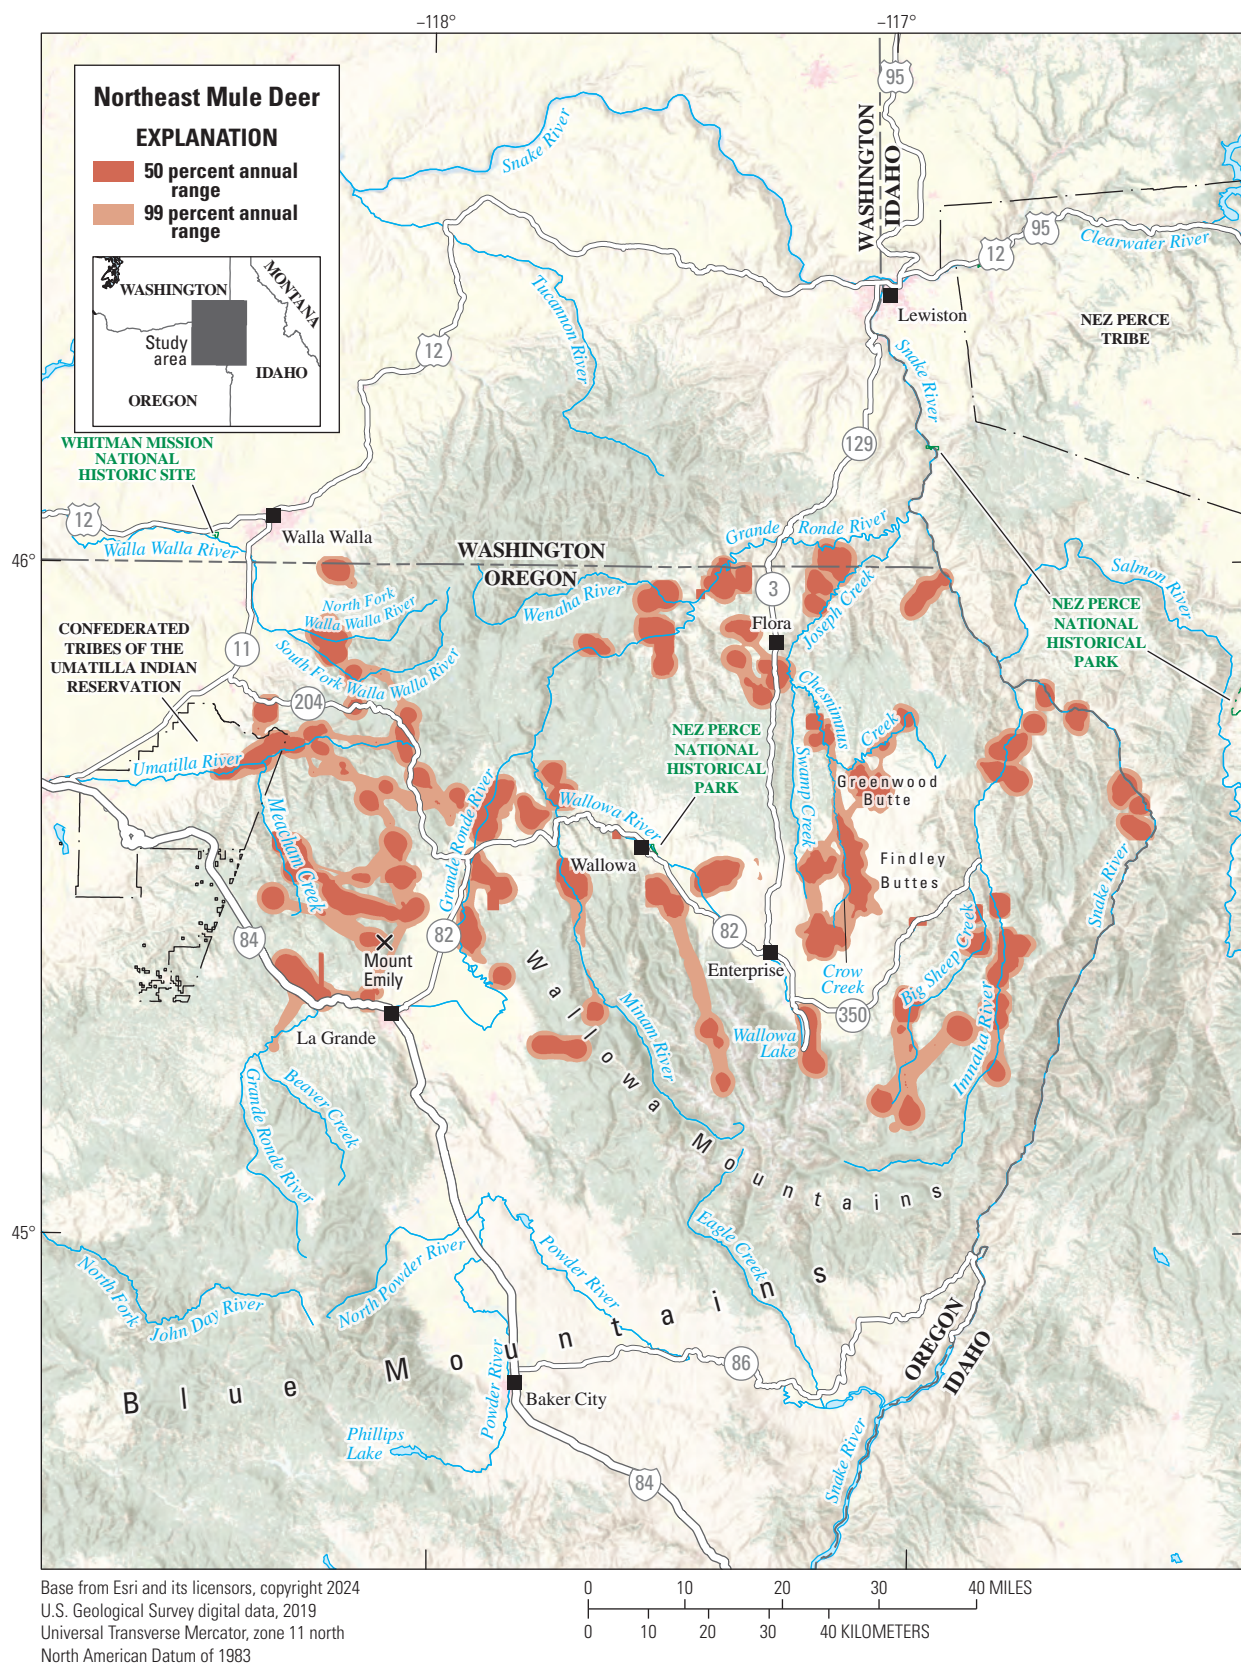 −118°
−117°
Northeast Mule Deer
EXPLANATION
50 percent annual
range
99 percent annual
range
WASHINGTON
MONTANA
Study
area
IDAHO
OREGON
Snake River
95
WASHINGTON
IDAHO
95
12
Clearwater River
Lewiston
NEZ PERCE
TRIBE
Tucannon River
12
Snake River
129
WHITMAN MISSION
NATIONAL
HISTORIC SITE
12
Walla Walla
Walla Walla River
46°
WASHINGTON
OREGON
Grande Ronde River
Wenaha River
3
Flora
Joseph Creek
Salmon River
NEZ PERCE
NATIONAL
HISTORICAL
PARK
North Fork
Walla Walla River
South Fork Walla Walla River
CONFEDERATED
TRIBES OF THE
UMATILLA INDIAN
RESERVATION
11
204
Umatilla River
Meacham Creek
NEZ PERCE
NATIONAL
HISTORICAL
PARK
Chesnimnus
Creek
Swamp Creek
Greenwood
Butte
Findley
Buttes
Grande Ronde River
Wallowa River
Wallowa
Snake River
84
82
82
Mount
Emily
La Grande
Enterprise
Crow
Creek
Big Sheep Creek
350
Wallowa
Lake
Imnaha River
Minam River
Wallowa Mountains
Beaver Creek
Grande Ronde River
45°
North Fork
John Day River
North Powder River
Powder River
Eagle Creek
Blue Mountains
86
Powder River
Baker City
Phillips
Lake
84
Snake River
OREGON
IDAHO
Base from Esri and its licensors, copyright 2024
U.S. Geological Survey digital data, 2019
Universal Transverse Mercator, zone 11 north
North American Datum of 1983
0 10 20 30 40 MILES
0 10 20 30 40 KILOMETERS